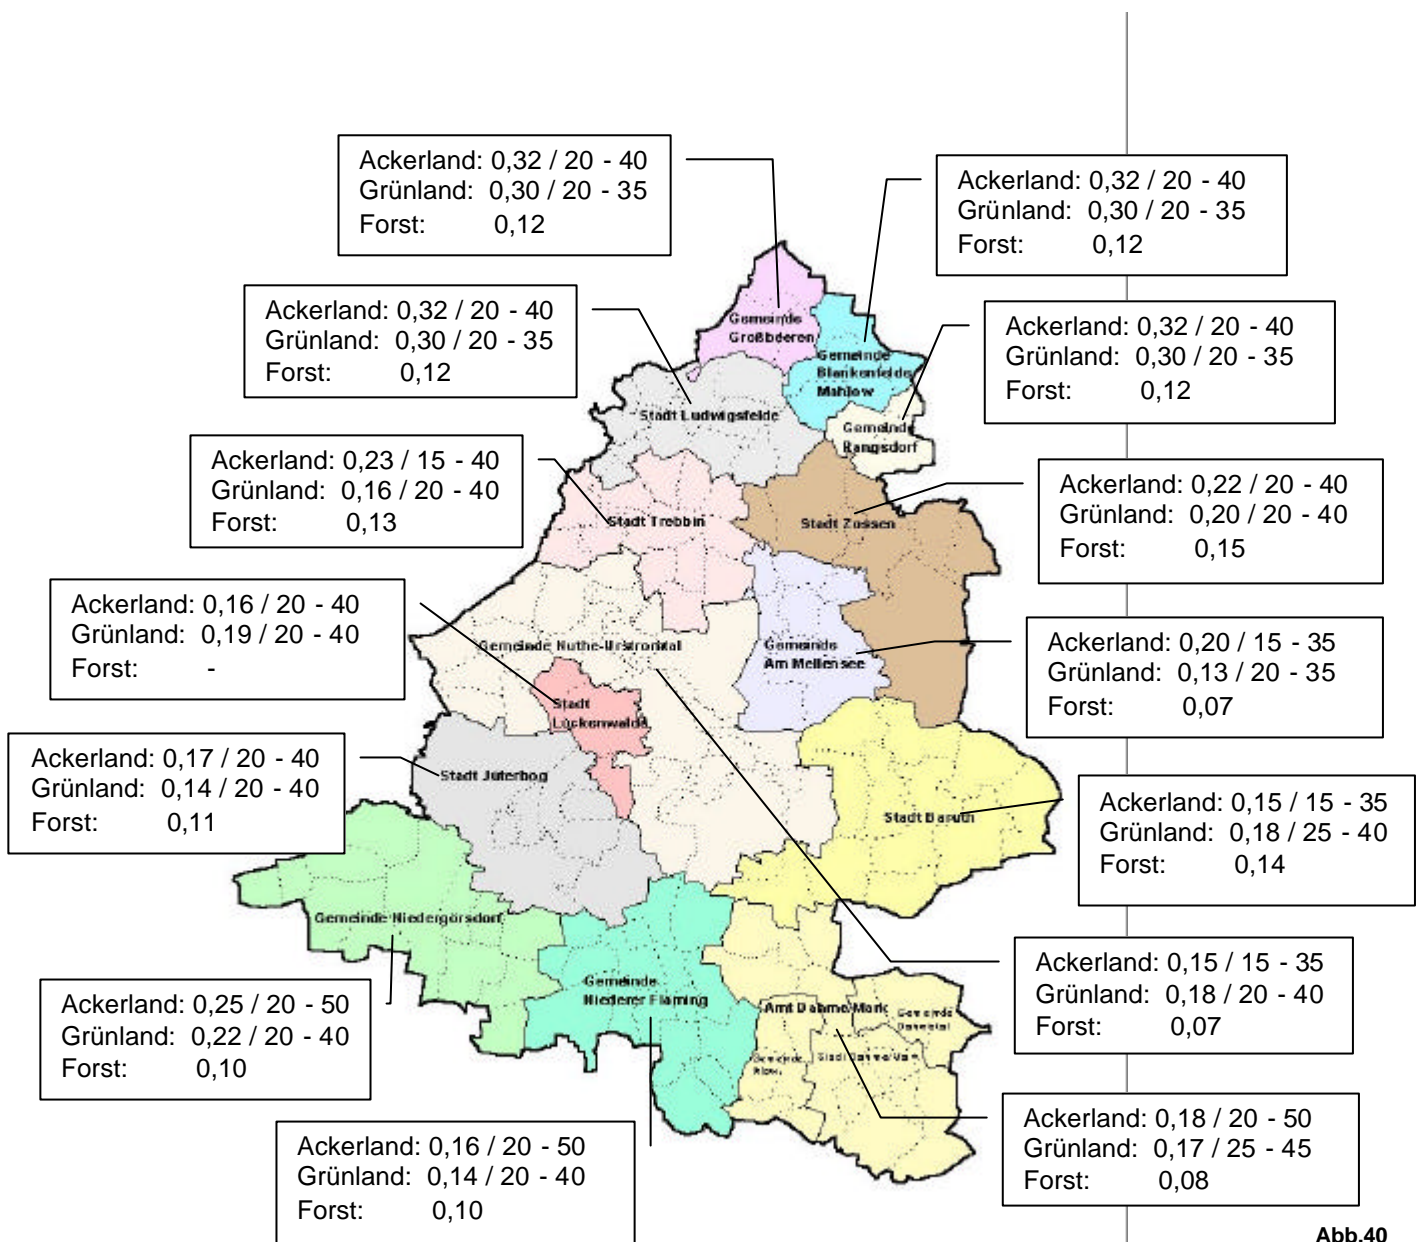 Ackerland: 0,32 / 20 - 40
Grünland: 0,30 / 20 - 35
Forst: 0,12
Ackerland: 0,32 / 20 - 40
Grünland: 0,30 / 20 - 35
Forst: 0,12
Ackerland: 0,32 / 20 - 40
Grünland: 0,30 / 20 - 35
Forst: 0,12
Ackerland: 0,32 / 20 - 40
Grünland: 0,30 / 20 - 35
Forst: 0,12
Ackerland: 0,23 / 15 - 40
Grünland: 0,16 / 20 - 40
Forst: 0,13
Ackerland: 0,22 / 20 - 40
Grünland: 0,20 / 20 - 40
Forst: 0,15
Ackerland: 0,16 / 20 - 40
Grünland: 0,19 / 20 - 40
Forst: -
Ackerland: 0,20 / 15 - 35
Grünland: 0,13 / 20 - 35
Forst: 0,07
Ackerland: 0,17 / 20 - 40
Grünland: 0,14 / 20 - 40
Forst: 0,11
Ackerland: 0,15 / 15 - 35
Grünland: 0,18 / 25 - 40
Forst: 0,14
Ackerland: 0,15 / 15 - 35
Grünland: 0,18 / 20 - 40
Forst: 0,07
Ackerland: 0,25 / 20 - 50
Grünland: 0,22 / 20 - 40
Forst: 0,10
Ackerland: 0,18 / 20 - 50
Grünland: 0,17 / 25 - 45
Forst: 0,08
Ackerland: 0,16 / 20 - 50
Grünland: 0,14 / 20 - 40
Forst: 0,10
Gemeinde
Großbeeren
Gemeinde
Blankenfelde
Mahlow
Stadt Ludwigsfelde
Gemeinde
Rangsdorf
Stadt Trebbin
Stadt Zossen
Gemeinde Nuthe-Urstromtal
Gemeinde
Am Mellensee
Stadt
Luckenwalde
Stadt Jüterbog
Stadt Baruth
Gemeinde Niedergörsdorf
Gemeinde
Niederer Fläming
Amt Dahme/Mark
Gemeinde
Dahmetal
Gemeinde
Stadt Dahme/Mark
Abb.40